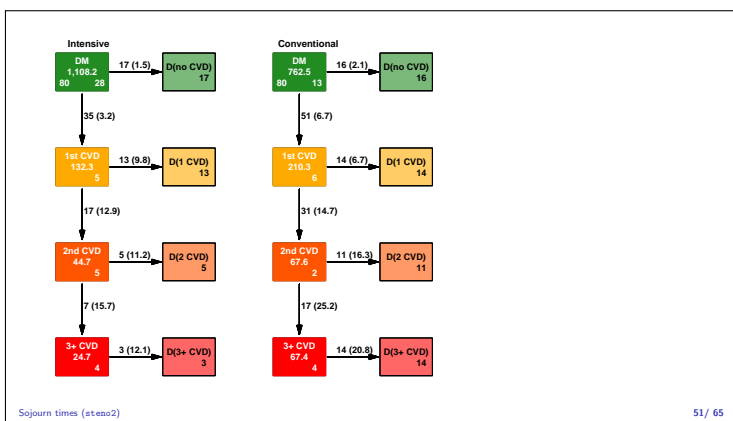 Intensive
Conventional
DM
1,108.2
80 28
17 (1.5)
D(no CVD)
17
35 (3.2)
1st CVD
132.3
5
13 (9.8)
D(1 CVD)
13
17 (12.9)
2nd CVD
44.7
5
5 (11.2)
D(2 CVD)
5
7 (15.7)
3+ CVD
24.7
4
3 (12.1)
D(3+ CVD)
3
DM
762.5
80 13
16 (2.1)
D(no CVD)
16
51 (6.7)
1st CVD
210.3
6
14 (6.7)
D(1 CVD)
14
31 (14.7)
2nd CVD
67.6
2
11 (16.3)
D(2 CVD)
11
17 (25.2)
3+ CVD
67.4
4
14 (20.8)
D(3+ CVD)
14
Sojourn times (steno2)
51/ 65